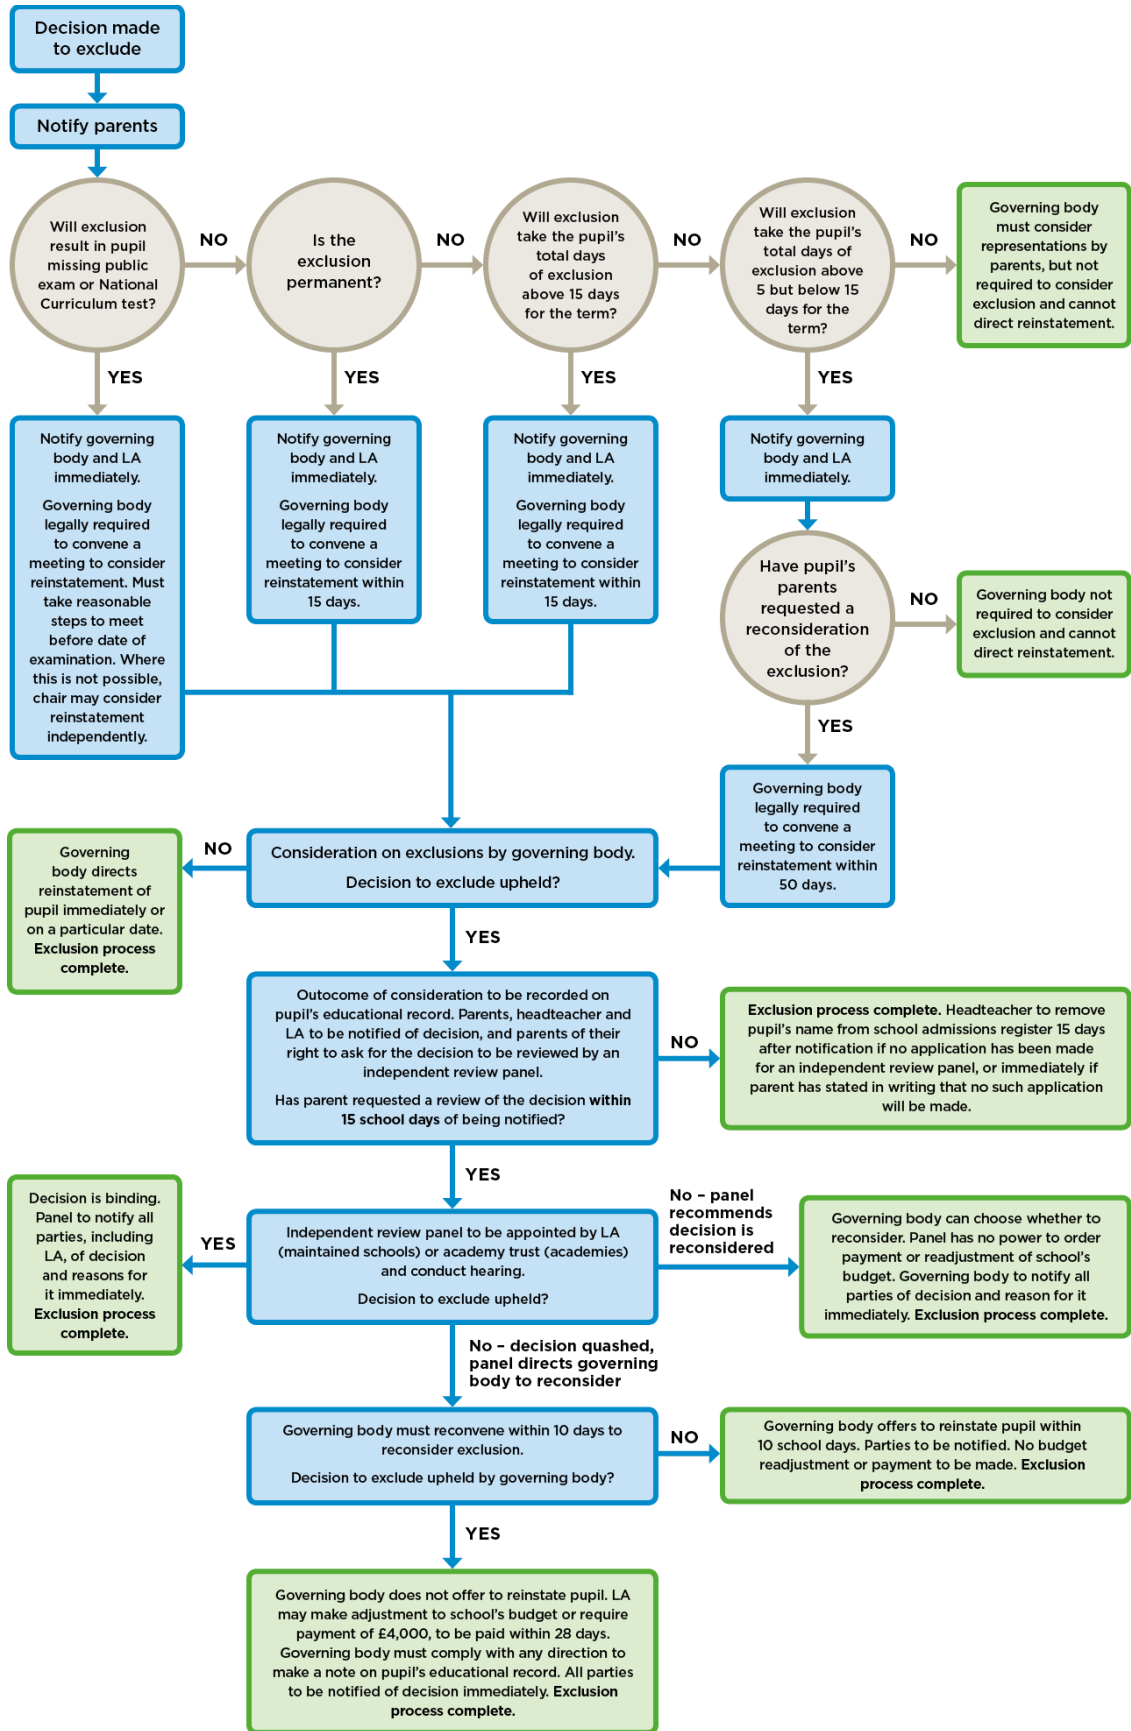 Decision made
to exclude
Notify parents
Will exclusion
result in pupil
missing public
exam or National
Curriculum test?
NO
Is the
exclusion
permanent?
NO
Will exclusion
take the pupil's
total days
of exclusion
above 15 days
for the term?
NO
Will exclusion
take the pupil's
total days of
exclusion above
5 but below 15
days for the
term?
NO
Governing body
must consider
representations by
parents, but not
required to consider
exclusion and cannot
direct reinstatement.
YES
YES
YES
YES
Notify governing
body and LA
immediately.
Governing body
legally required
to convene a
meeting to consider
reinstatement. Must
take reasonable
steps to meet
before date of
examination. Where
this is not possible,
chair may consider
reinstatement
independently.
Notify governing
body and LA
immediately.
Governing body
legally required
to convene a
meeting to consider
reinstatement within
15 days.
Notify governing
body and LA
immediately.
Governing body
legally required
to convene a
meeting to consider
reinstatement within
15 days.
Notify governing
body and LA
immediately.
Have pupil's
parents
requested a
reconsideration
of the
exclusion?
NO
Governing body not
required to consider
exclusion and cannot
direct reinstatement.
YES
Governing body
legally required
to convene a
meeting to consider
reinstatement within
50 days.
Consideration on exclusions by governing body.
Decision to exclude upheld?
NO
Governing
body directs
reinstatement of
pupil immediately or
on a particular date.
Exclusion process
complete.
YES
Outocome of consideration to be recorded on
pupil's educational record. Parents, headteacher and
LA to be notified of decision, and parents of their
right to ask for the decision to be reviewed by an
independent review panel.
Has parent requested a review of the decision within
15 school days of being notified?
NO
Exclusion process complete. Headteacher to remove
pupil's name from school admissions register 15 days
after notification if no application has been made
for an independent review panel, or immediately if
parent has stated in writing that no such application
will be made.
YES
Independent review panel to be appointed by LA
(maintained schools) or academy trust (academies)
and conduct hearing.
Decision to exclude upheld?
YES
Decision is binding.
Panel to notify all
parties, including
LA, of decision
and reasons for
it immediately.
Exclusion process
complete.
No – panel
recommends
decision is
reconsidered
Governing body can choose whether to
reconsider. Panel has no power to order
payment or readjustment of school's
budget. Governing body to notify all
parties of decision and reason for it
immediately. Exclusion process complete.
No – decision quashed,
panel directs governing
body to reconsider
Governing body must reconvene within 10 days to
reconsider exclusion.
Decision to exclude upheld by governing body?
NO
Governing body offers to reinstate pupil within
10 school days. Parties to be notified. No budget
readjustment or payment to be made. Exclusion
process complete.
YES
Governing body does not offer to reinstate pupil. LA
may make adjustment to school's budget or require
payment of £4,000, to be paid within 28 days.
Governing body must comply with any direction to
make a note on pupil's educational record. All parties
to be notified of decision immediately. Exclusion
process complete.